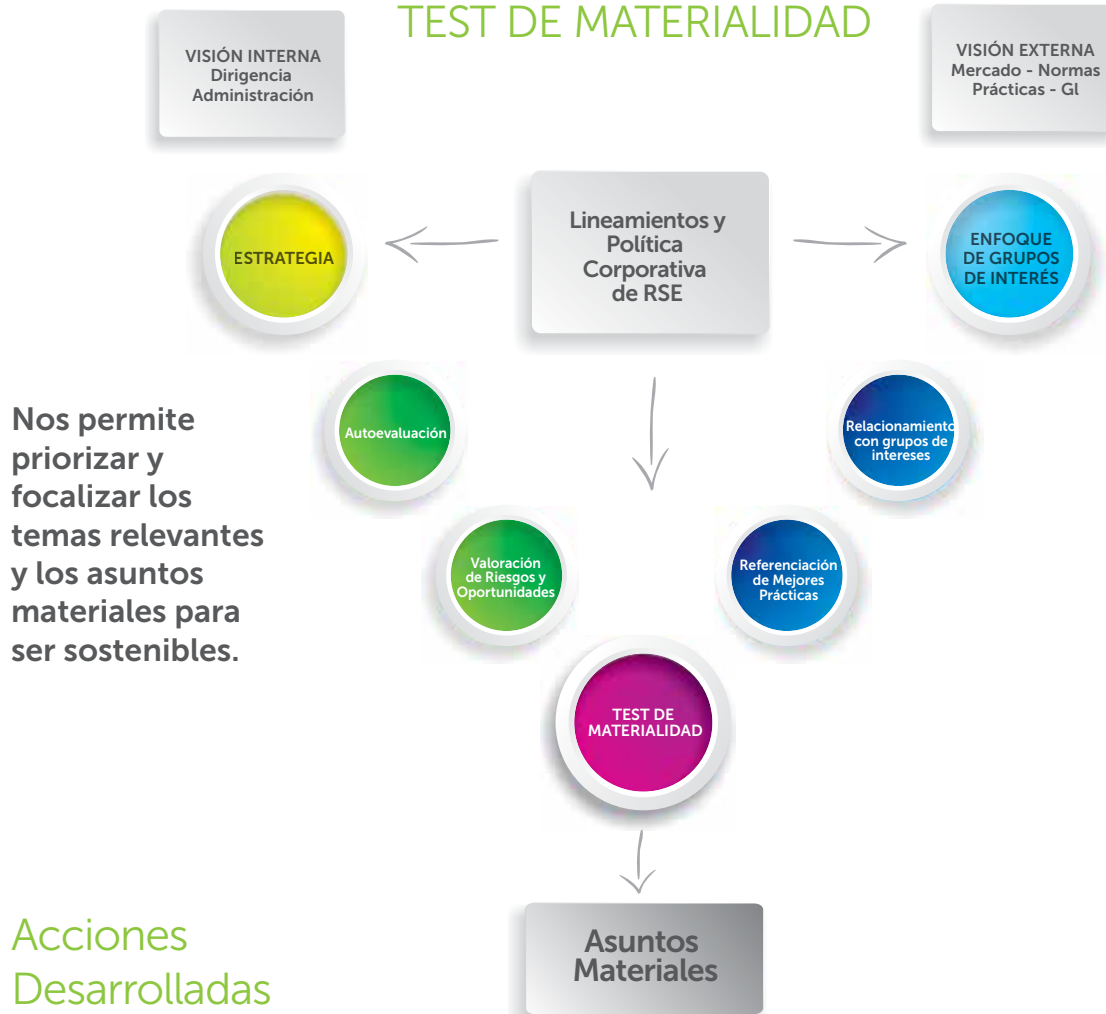 TEST DE MATERIALIDAD
VISIÓN INTERNA
Dirigencia
Administración
VISIÓN EXTERNA
Mercado - Normas
Prácticas - GI
ESTRATEGIA
Lineamientos y
Política
Corporativa
de RSE
ENFOQUE
DE GRUPOS
DE INTERÉS
Nos permite
priorizar y
focalizar los
temas relevantes
y los asuntos
materiales para
ser sostenibles.
Autoevaluación
Relacionamiento
con grupos de
intereses
Valoración
de Riesgos y
Oportunidades
Referenciación
de Mejores
Prácticas
TEST DE
MATERIALIDAD
Asuntos
Materiales
Acciones
Desarrolladas